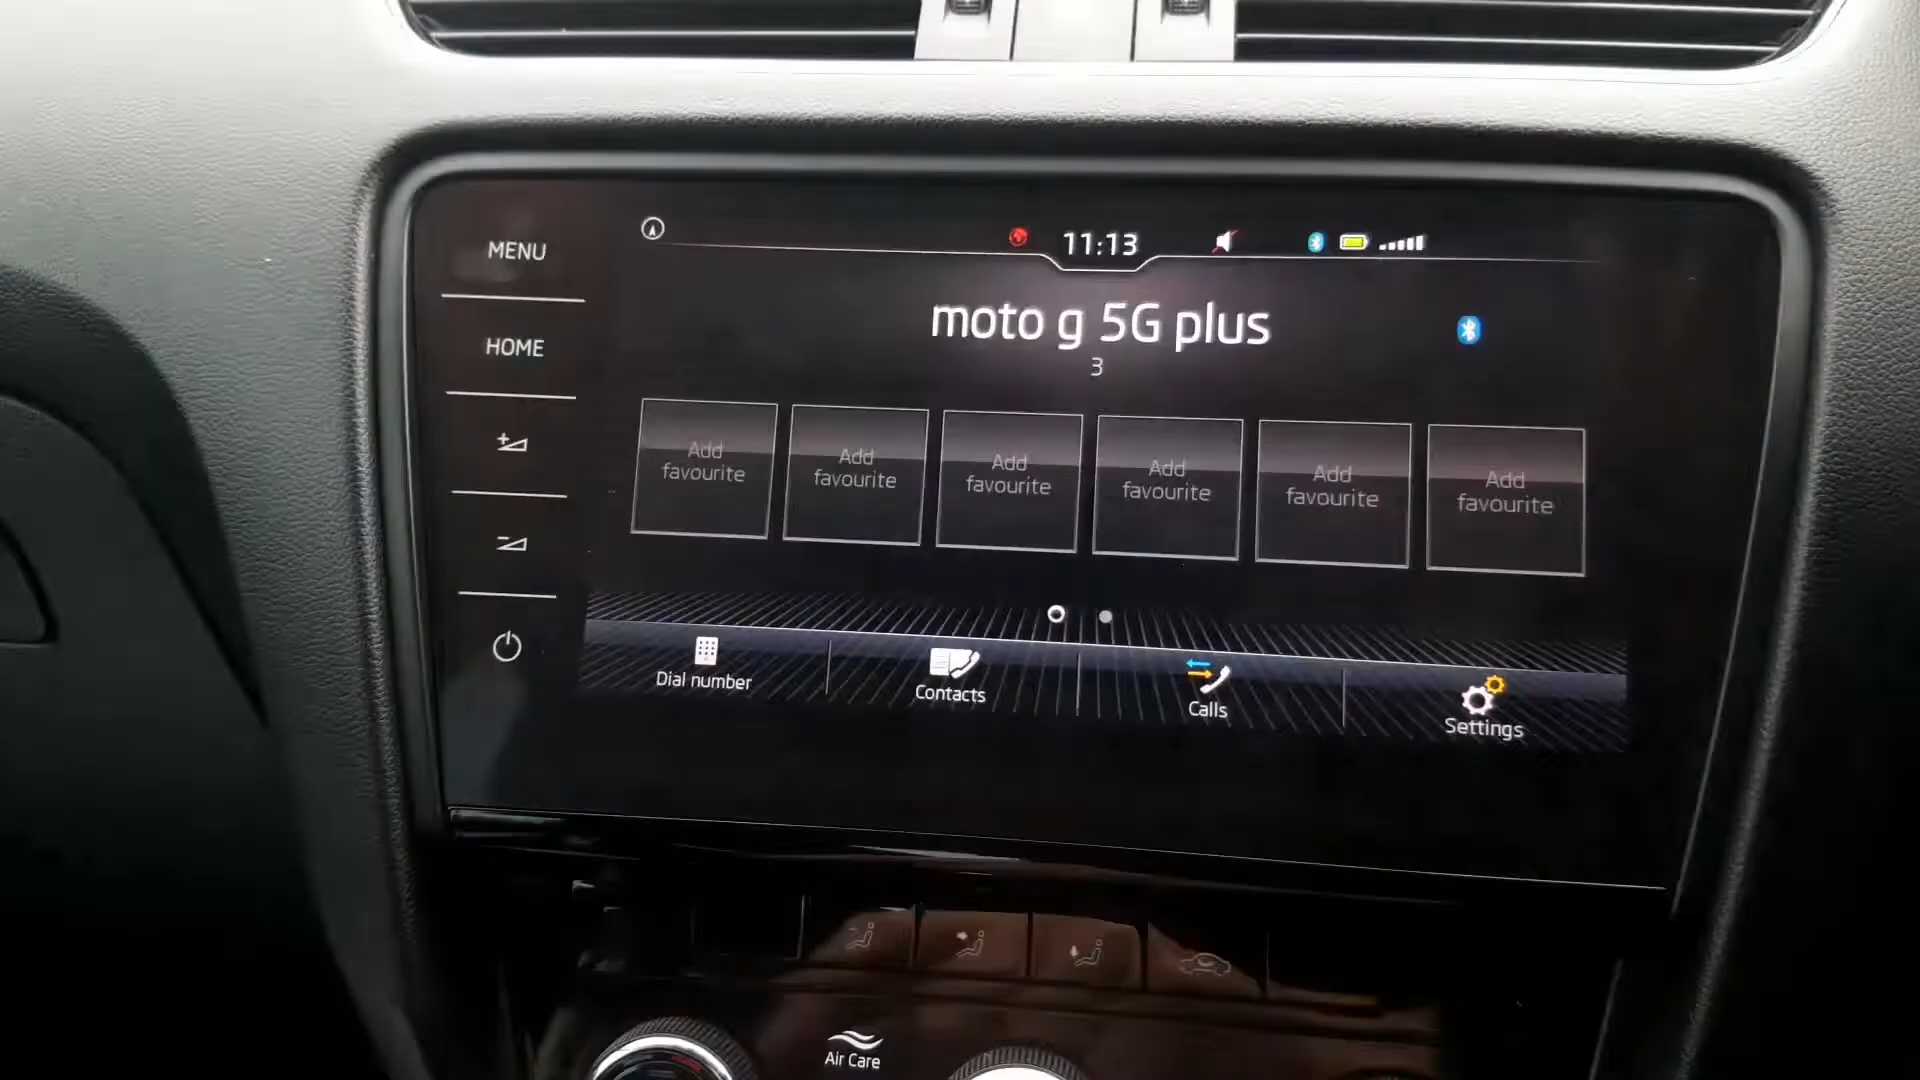 MENU
HOME
11:13
moto g 5G plus
3
Add
favourite
Add
favourite
Add
favourite
Add
favourite
Add
favourite
Add
favourite
Dial number
Contacts
Calls
Settings
Air Care